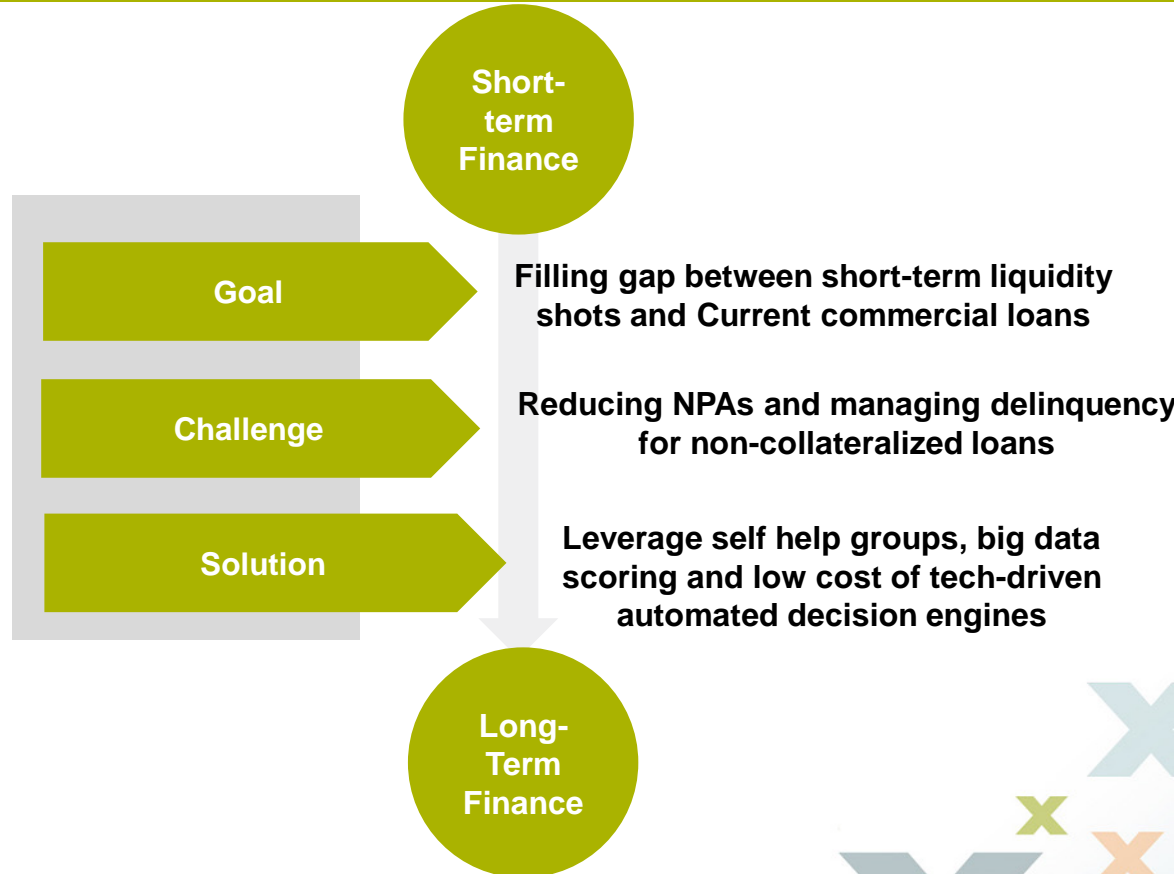 Short-
term
Finance
Goal
Filling gap between short-term liquidity
shots and Current commercial loans
Challenge
Reducing NPAs and managing delinquency
for non-collateralized loans
Solution
Leverage self help groups, big data
scoring and low cost of tech-driven
automated decision engines
Long-
Term
Finance